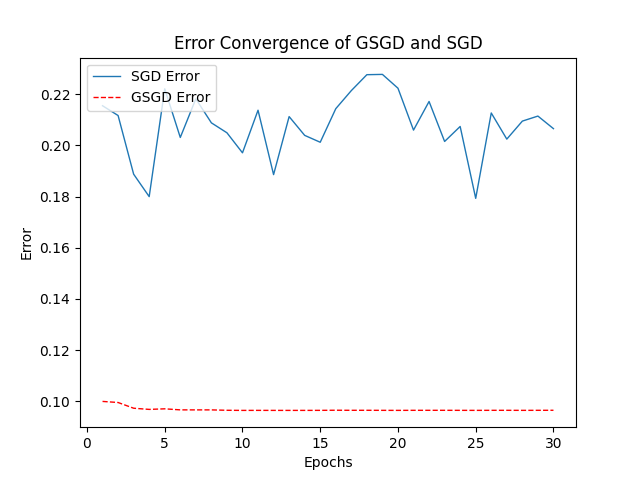 Error Convergence of GSGD and SGD
SGD Error
GSGD Error
0.22
0.20
0.18
0.16
0.14
0.12
0.10
Error
0 5 10 15 20 25 30
Epochs